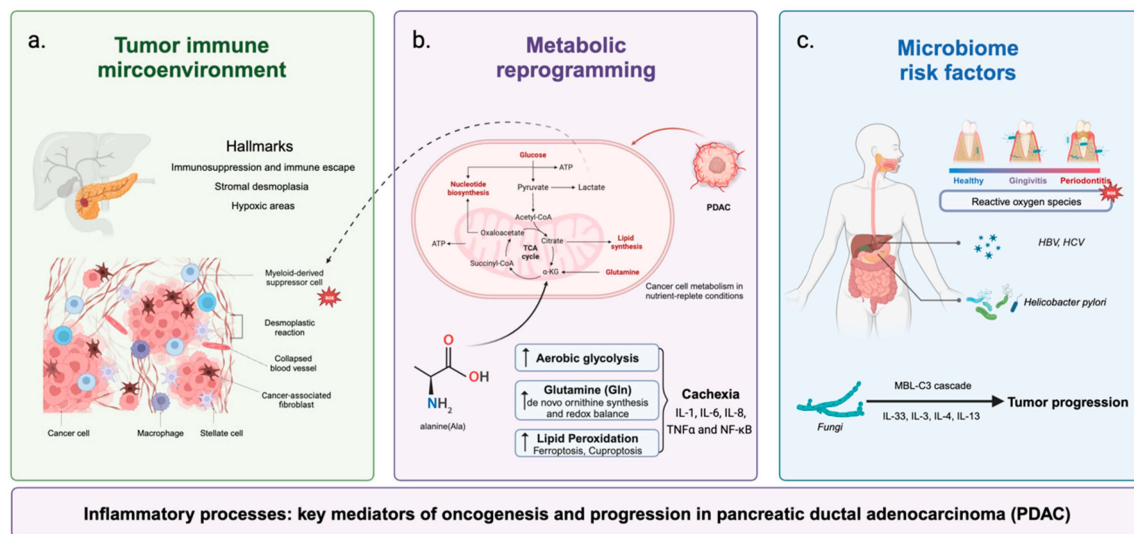 a.
Tumor immune
mircoenvironment
Hallmarks
Immunosuppression and immune escape
Stromal desmoplasia
Hypoxic areas
Myeloid-derived
suppressor cell
ROS
Desmoplastic
reaction
Collapsed
blood vessel
Cancer-associated
fibroblast
Cancer cell
Macrophage
Stellate cell
b.
Metabolic
reprogramming
Glucose
ATP
Nucleotide
biosynthesis
Pyruvate
Lactate
Acetyl-CoA
Oxaloacetate
Citrate
ATP
TCA
cycle
Lipid
synthesis
Succinyl-CoA
α-KG
Glutamine
PDAC
Cancer cell metabolism in
nutrient-replete conditions
O
OH
NH2
alanine(Ala)
↑ Aerobic glycolysis
↑ Glutamine (Gln)
de novo ornithine synthesis
and redox balance
↑ Lipid Peroxidation
Ferroptosis, Cuproptosis
Cachexia
IL-1, IL-6, IL-8,
TNFα and NF-κB
c.
Microbiome
risk factors
Healthy
Gingivitis
Periodontitis
Reactive oxygen species
ROS
HBV, HCV
Helicobacter pylori
Fungi
MBL-C3 cascade
IL-33, IL-3, IL-4, IL-13
Tumor progression
Inflammatory processes: key mediators of oncogenesis and progression in pancreatic ductal adenocarcinoma (PDAC)